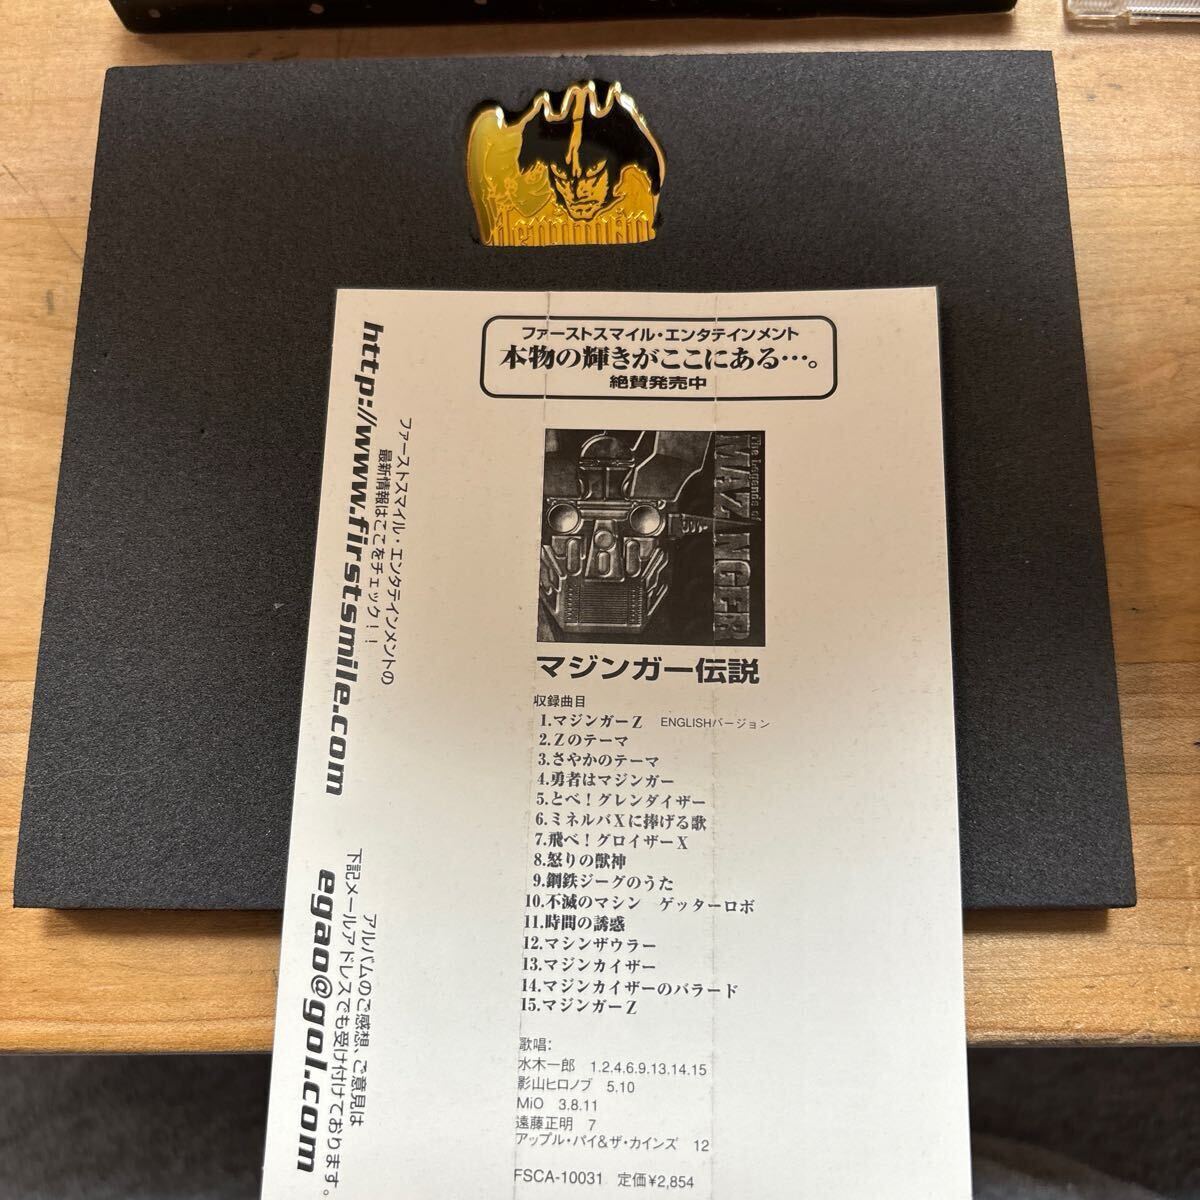 devilman
ファーストスマイル・エンタテインメント
本物の輝きがここにある…。
絶賛発売中
The Legends of
MAZINGER
マジンガー伝説
収録曲目
1.マジンガーZ ENGLISHバージョン
2.Zのテーマ
3.さやかのテーマ
4.勇者はマジンガー
5.とべ!グレンダイザー
6.ミネルバXに捧げる歌
7.飛べ!グロイザーX
8.怒りの獣神
9.鋼鉄ジーグのうた
10.不滅のマシン ゲッターロボ
11.時間の誘惑
12.マシンザウラー
13.マジンカイザー
14.マジンカイザーのバラード
15.マジンガーZ
歌唱:
水木一郎 1.2.4.6.9.13.14.15
影山ヒロノブ 5.10
MiO 3.8.11
遠藤正明 7
アップル・パイ&ザ・カインズ 12
FSCA-10031 定価¥2,854
ファーストスマイル・エンタテインメントの
最新情報はここをチェック!!
http://www.firstsmile.com
アルバムのご感想、ご意見は
下記メールアドレスでも受け付けております。
egao@gol.com